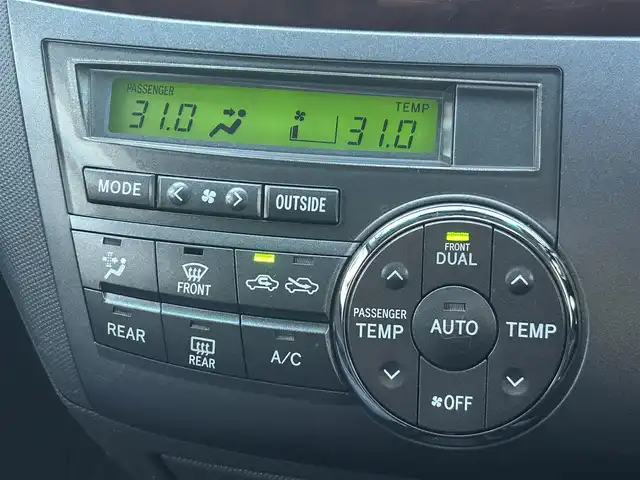 PASSENGER
TEMP
31.0
31.0
MODE
OUTSIDE
FRONT
DUAL
FRONT
PASSENGER
TEMP
AUTO
TEMP
REAR
REAR
A/C
OFF